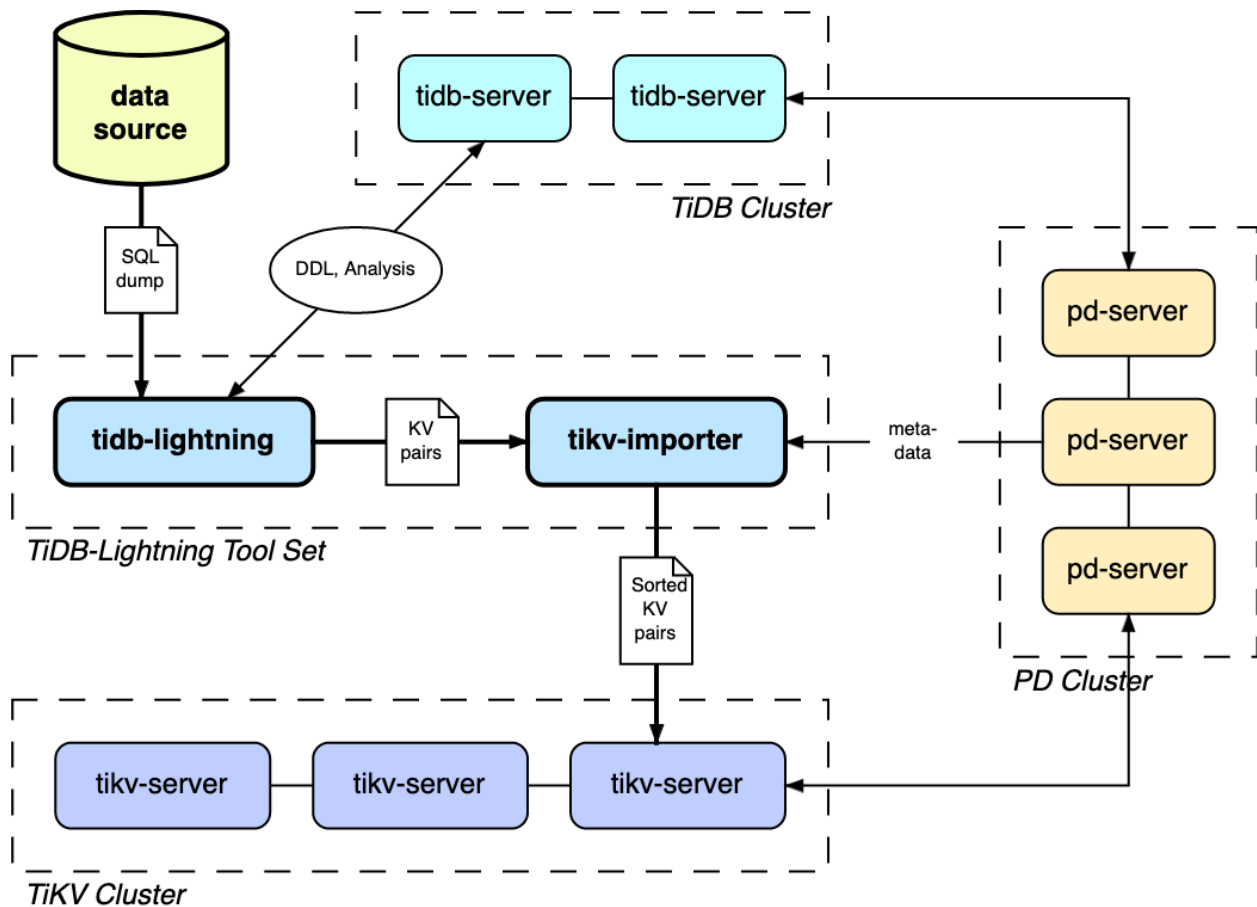 data
source
tidb-server
tidb-server
TiDB Cluster
SQL
dump
DDL, Analysis
pd-server
pd-server
pd-server
PD Cluster
tidb-lightning
KV
pairs
tikv-importer
meta-
data
TiDB-Lightning Tool Set
Sorted
KV
pairs
tikv-server
tikv-server
tikv-server
TiKV Cluster